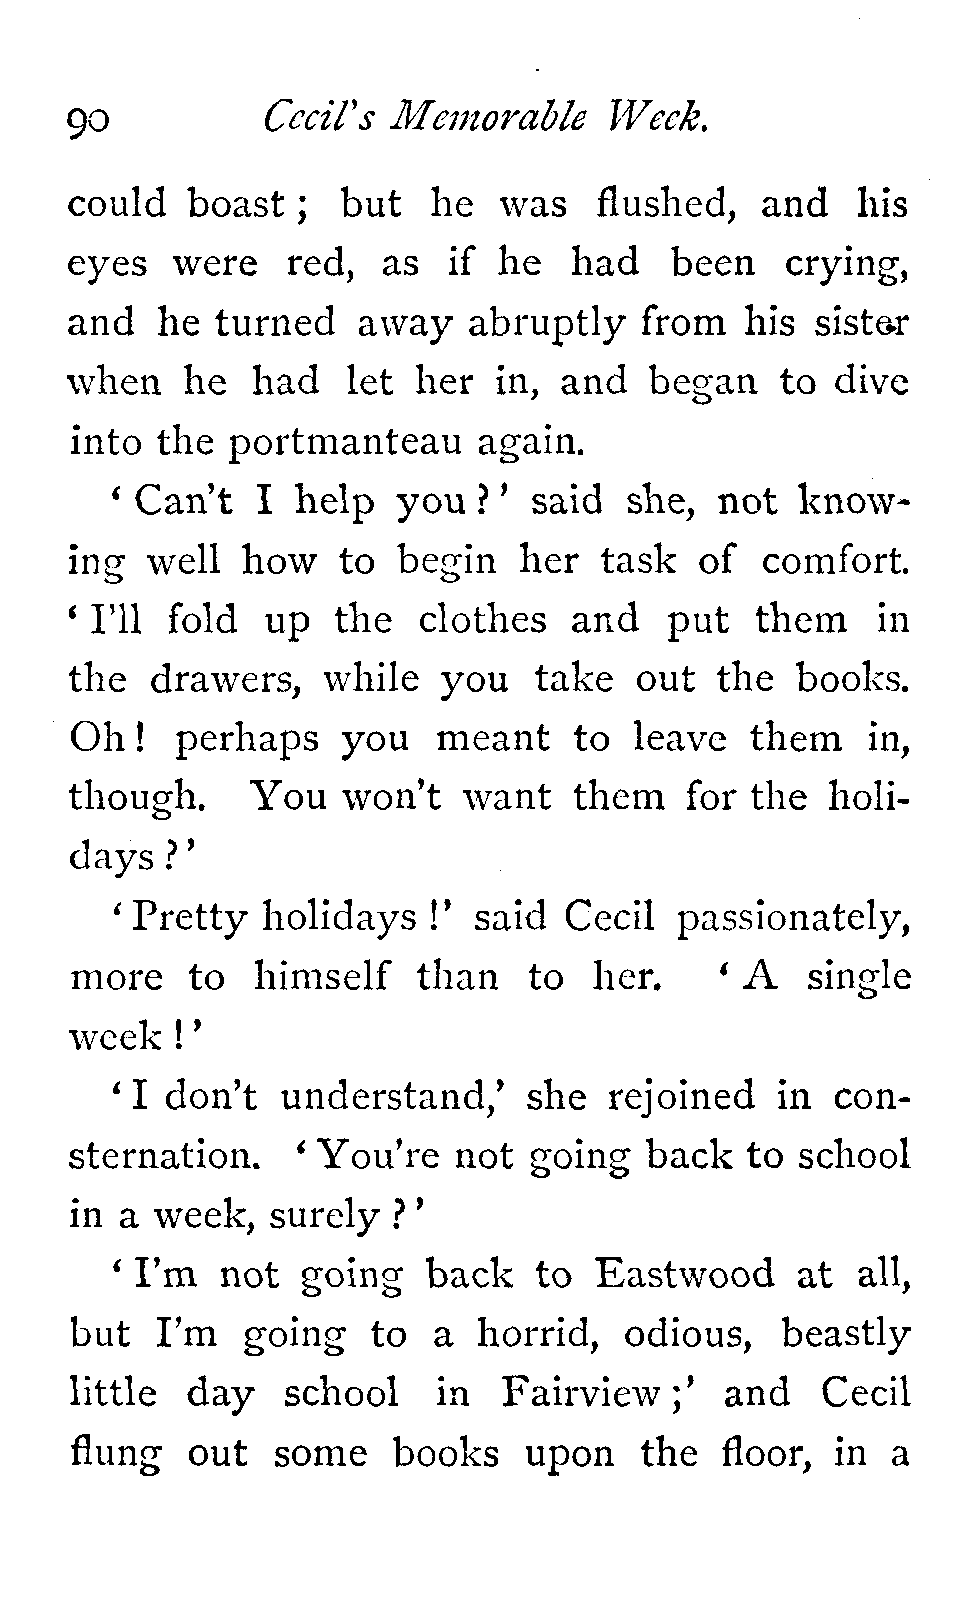 90 Cecil's Memorable Week.
could boast ; but he was flushed, and his
eyes were red, as if he had been crying,
and he turned away abruptly from his sister
when he had let her in, and began to dive
into the portmanteau again.
‘ Can't I help you ? ’ said she, not know-
ing well how to begin her task of comfort.
‘ I'll fold up the clothes and put them in
the drawers, while you take out the books.
Oh ! perhaps you meant to leave them in,
though. You won't want them for the holi-
days ? ’
‘ Pretty holidays ! ’ said Cecil passionately,
more to himself than to her. ‘ A single
week ! ’
‘ I don't understand,’ she rejoined in con-
sternation. ‘ You're not going back to school
in a week, surely ? ’
‘ I'm not going back to Eastwood at all,
but I'm going to a horrid, odious, beastly
little day school in Fairview ;’ and Cecil
flung out some books upon the floor, in a